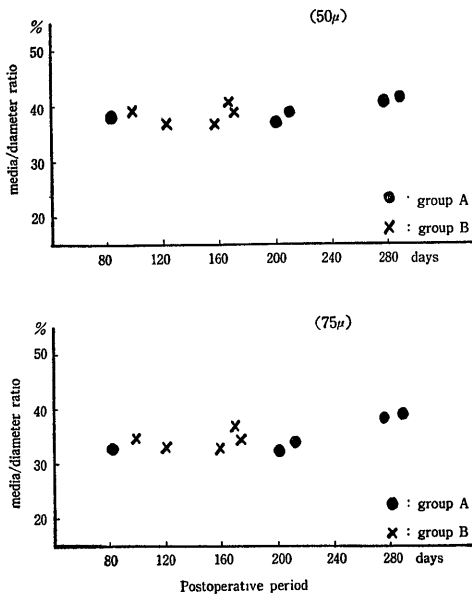 (50μ)
%
50
40
30
20
media/diameter ratio
● : group A
× : group B
80 120 160 200 240 280 days
(75μ)
%
50
40
30
20
media/diameter ratio
● : group A
× : group B
80 120 160 200 240 280 days
Postoperative period